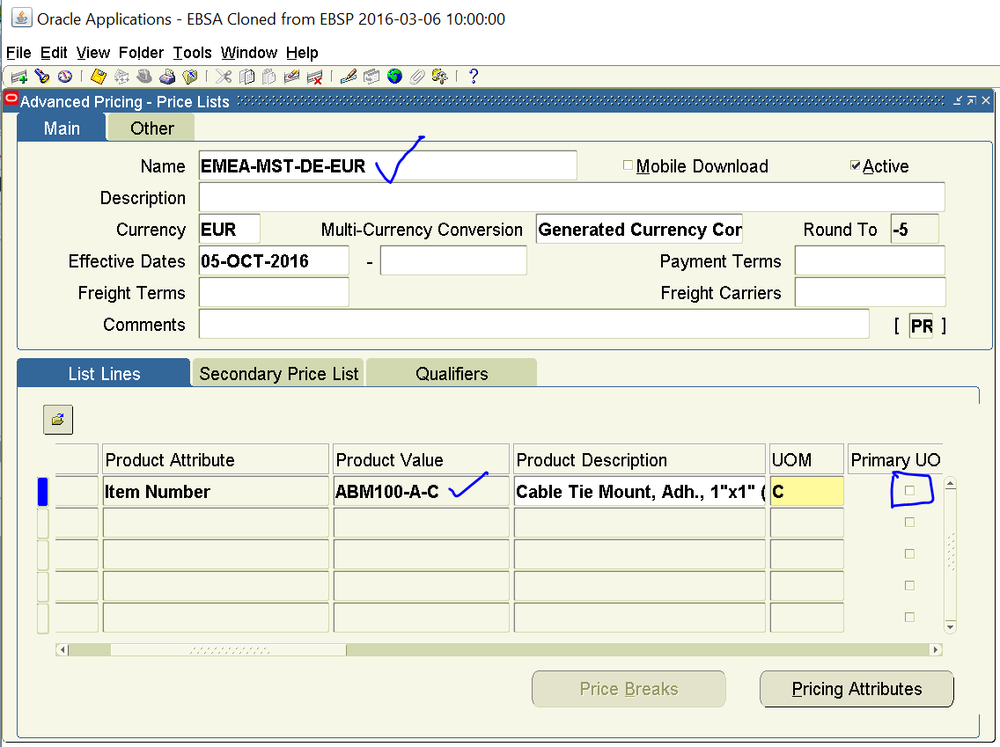 Oracle Applications - EBSA Cloned from EBSP 2016-03-06 10:00:00
File Edit View Folder Tools Window Help
Advanced Pricing - Price Lists
Main Other
Name EMEA-MST-DE-EUR Mobile Download Active
Description
Currency EUR Multi-Currency Conversion Generated Currency Cor Round To -5
Effective Dates 05-OCT-2016 - Payment Terms
Freight Terms Freight Carriers
Comments [ PR ]
List Lines Secondary Price List Qualifiers
Product Attribute Product Value Product Description UOM Primary UO
Item Number ABM100-A-C Cable Tie Mount, Adh., 1"x1" ( C
Price Breaks Pricing Attributes